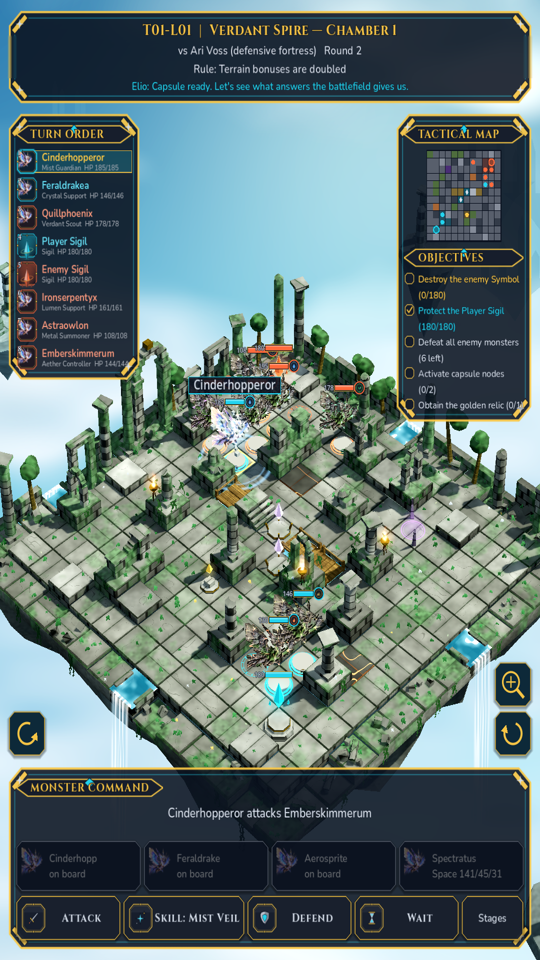 T01-L01 | Verdant Spire — Chamber 1
vs Ari Voss (defensive fortress) Round 2
Rule: Terrain bonuses are doubled
Elio: Capsule ready. Let's see what answers the battlefield gives us.
Turn Order
Cinderhopperor
Mist Guardian HP 185/185
Feraldrakea
Crystal Support HP 146/146
Quillphoenix
Verdant Scout HP 178/178
Player Sigil
Sigil HP 180/180
Enemy Sigil
Sigil HP 180/180
Ironserpentyx
Lumen Support HP 161/161
Astraowlon
Metal Summoner HP 108/108
Emberskimmerum
Aether Controller HP 144/144
Tactical Map
Objectives
Destroy the enemy Symbol
(0/180)
Protect the Player Sigil
(180/180)
Defeat all enemy monsters
(6 left)
Activate capsule nodes
(0/2)
Obtain the golden relic (0/1)
Cinderhopperor
178
146
Monster Command
Cinderhopperor attacks Emberskimmerum
Cinderhopp
on board
Feraldrake
on board
Aerosprite
on board
Spectratus
Space 141/45/31
Attack
Skill: Mist Veil
Defend
Wait
Stages